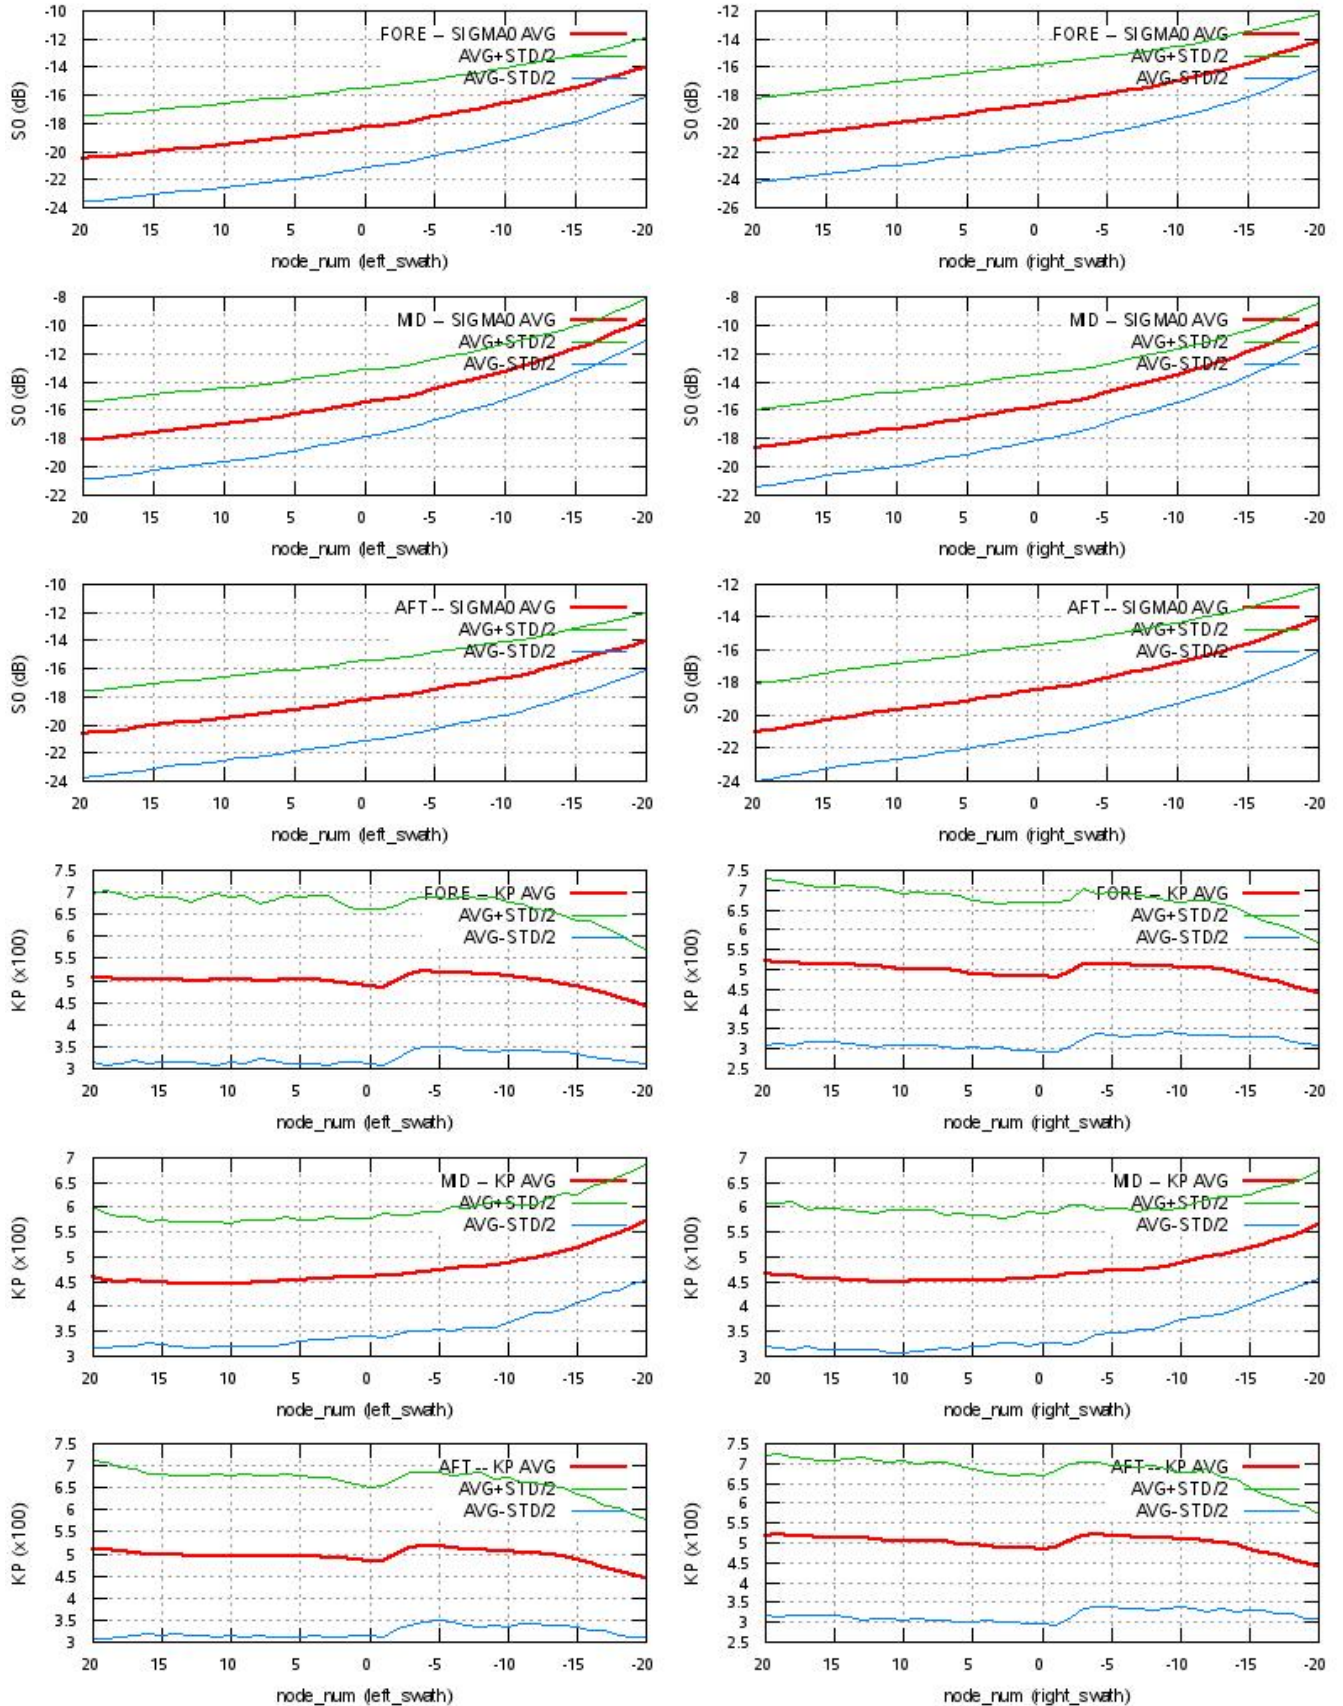 -10
-12
FORE -- SIGMA0 AVG
-14
AVG+STD/2
-16
AVG-STD/2
-18
-20
-22
-24
S0 (dB)
20 15 10 5 0 -5 -10 -15 -20
node_num (left_swath)
-12
-14
FORE -- SIGMA0 AVG
-16
AVG+STD/2
-18
AVG-STD/2
-20
-22
-24
-26
S0 (dB)
20 15 10 5 0 -5 -10 -15 -20
node_num (right_swath)
-8
-10
MID -- SIGMA0 AVG
-12
AVG+STD/2
-14
AVG-STD/2
-16
-18
-20
-22
S0 (dB)
20 15 10 5 0 -5 -10 -15 -20
node_num (left_swath)
-8
-10
MID -- SIGMA0 AVG
-12
AVG+STD/2
-14
AVG-STD/2
-16
-18
-20
-22
S0 (dB)
20 15 10 5 0 -5 -10 -15 -20
node_num (right_swath)
-10
-12
AFT -- SIGMA0 AVG
-14
AVG+STD/2
-16
AVG-STD/2
-18
-20
-22
-24
S0 (dB)
20 15 10 5 0 -5 -10 -15 -20
node_num (left_swath)
-12
-14
AFT -- SIGMA0 AVG
-16
AVG+STD/2
-18
AVG-STD/2
-20
-22
-24
S0 (dB)
20 15 10 5 0 -5 -10 -15 -20
node_num (right_swath)
7.5
7
FORE -- KP AVG
6.5
AVG+STD/2
6
AVG-STD/2
5.5
5
4.5
4
3.5
3
KP (x100)
20 15 10 5 0 -5 -10 -15 -20
node_num (left_swath)
7.5
7
FORE -- KP AVG
6.5
AVG+STD/2
6
AVG-STD/2
5.5
5
4.5
4
3.5
3
2.5
KP (x100)
20 15 10 5 0 -5 -10 -15 -20
node_num (right_swath)
7
6.5
MID -- KP AVG
6
AVG+STD/2
5.5
AVG-STD/2
5
4.5
4
3.5
3
KP (x100)
20 15 10 5 0 -5 -10 -15 -20
node_num (left_swath)
7
6.5
MID -- KP AVG
6
AVG+STD/2
5.5
AVG-STD/2
5
4.5
4
3.5
3
KP (x100)
20 15 10 5 0 -5 -10 -15 -20
node_num (right_swath)
7.5
7
AFT -- KP AVG
6.5
AVG+STD/2
6
AVG-STD/2
5.5
5
4.5
4
3.5
3
KP (x100)
20 15 10 5 0 -5 -10 -15 -20
node_num (left_swath)
7.5
7
AFT -- KP AVG
6.5
AVG+STD/2
6
AVG-STD/2
5.5
5
4.5
4
3.5
3
2.5
KP (x100)
20 15 10 5 0 -5 -10 -15 -20
node_num (right_swath)